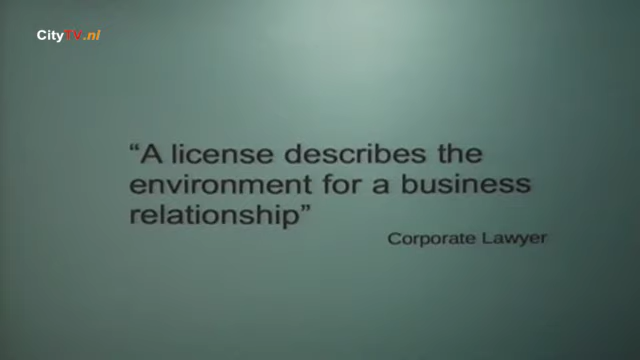 CityTV.nl
“A license describes the
environment for a business
relationship”
Corporate Lawyer